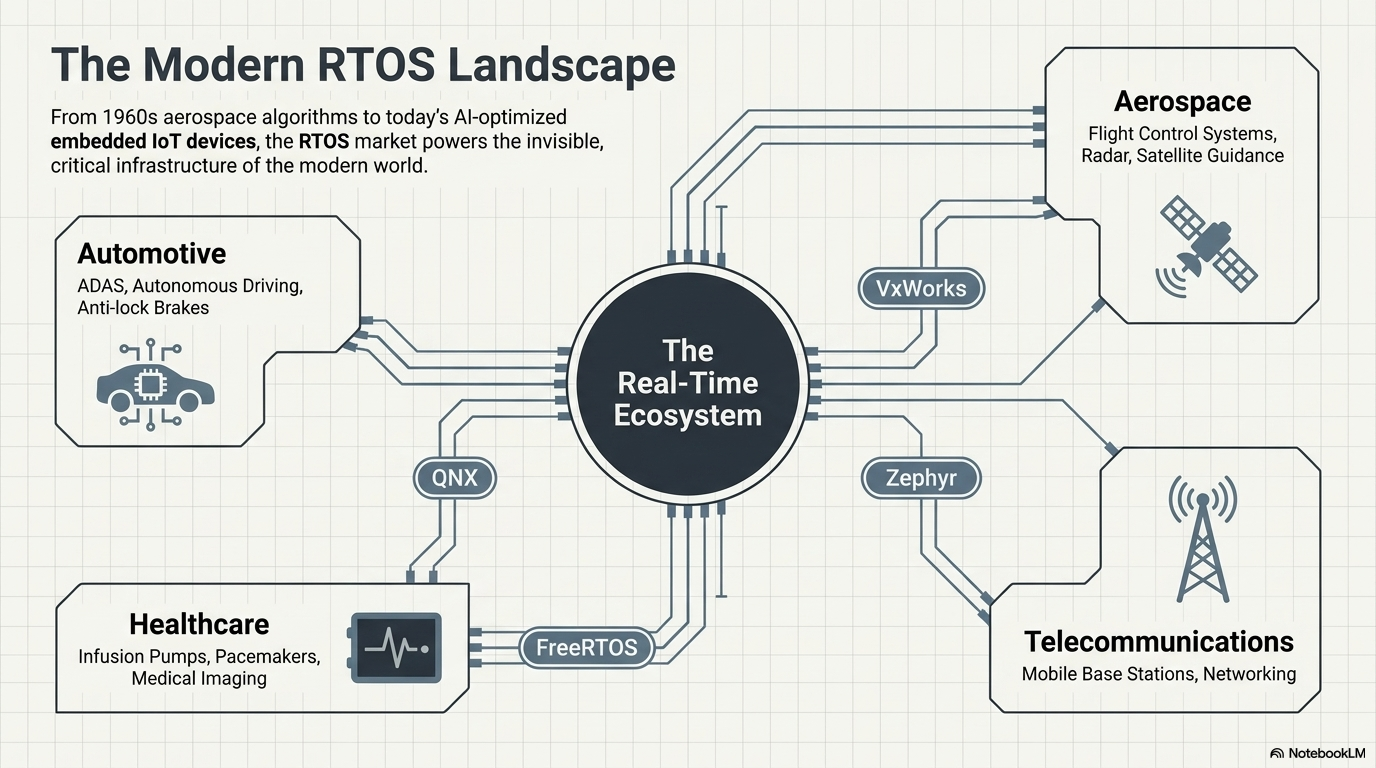 The Modern RTOS Landscape
From 1960s aerospace algorithms to today's AI-optimized
embedded IoT devices, the RTOS market powers the invisible,
critical infrastructure of the modern world.
Aerospace
Flight Control Systems,
Radar, Satellite Guidance
Automotive
ADAS, Autonomous Driving,
Anti-lock Brakes
VxWorks
The
Real-Time
Ecosystem
QNX
Zephyr
Healthcare
Infusion Pumps, Pacemakers,
Medical Imaging
FreeRTOS
Telecommunications
Mobile Base Stations, Networking
NotebookLM